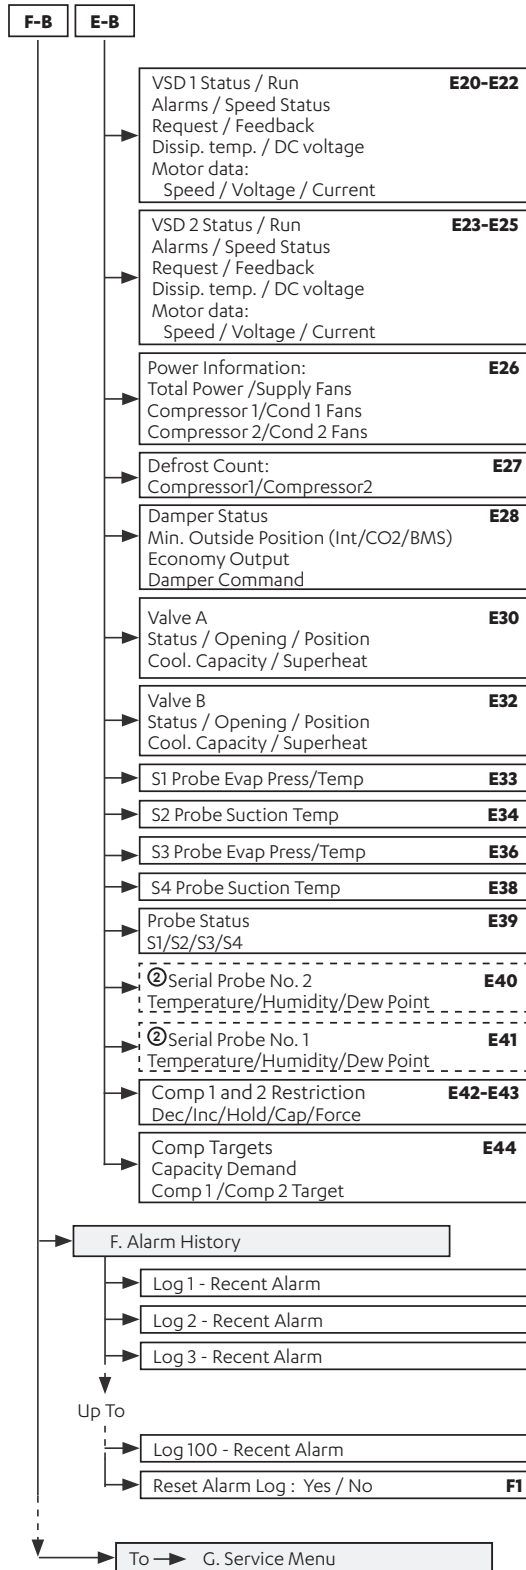 F-B E-B
VSD 1 Status / Run E20-E22
Alarms / Speed Status
Request / Feedback
Dissip. temp. / DC voltage
Motor data:
Speed / Voltage / Current
VSD 2 Status / Run E23-E25
Alarms / Speed Status
Request / Feedback
Dissip. temp. / DC voltage
Motor data:
Speed / Voltage / Current
Power Information: E26
Total Power /Supply Fans
Compressor 1/Cond 1 Fans
Compressor 2/Cond 2 Fans
Defrost Count: E27
Compressor1/Compressor2
Damper Status E28
Min. Outside Position (Int/CO2/BMS)
Economy Output
Damper Command
Valve A E30
Status / Opening / Position
Cool. Capacity / Superheat
Valve B E32
Status / Opening / Position
Cool. Capacity / Superheat
S1 Probe Evap Press/Temp E33
S2 Probe Suction Temp E34
S3 Probe Evap Press/Temp E36
S4 Probe Suction Temp E38
Probe Status E39
S1/S2/S3/S4
②Serial Probe No. 2 E40
Temperature/Humidity/Dew Point
②Serial Probe No. 1 E41
Temperature/Humidity/Dew Point
Comp 1 and 2 Restriction E42-E43
Dec/Inc/Hold/Cap/Force
Comp Targets E44
Capacity Demand
Comp 1 /Comp 2 Target
F. Alarm History
Log 1 - Recent Alarm
Log 2 - Recent Alarm
Log 3 - Recent Alarm
Up To
Log 100 - Recent Alarm
Reset Alarm Log : Yes / No F1
To G. Service Menu